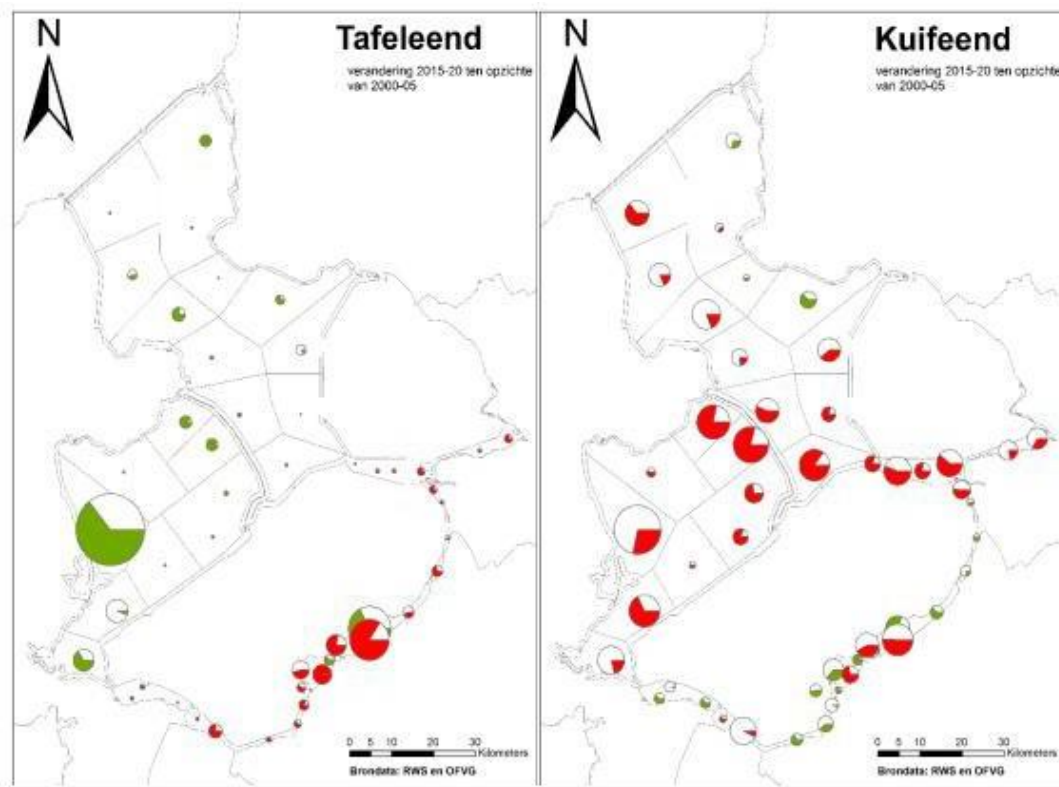 N
Tafeleend
verandering 2015-20 ten opzichte
van 2000-05
0 5 10 20 30
Kilometers
Brondata: RWS en OFVG
N
Kuifeend
verandering 2015-20 ten opzichte
van 2000-05
0 5 10 20 30
Kilometers
Brondata: RWS en OFVG